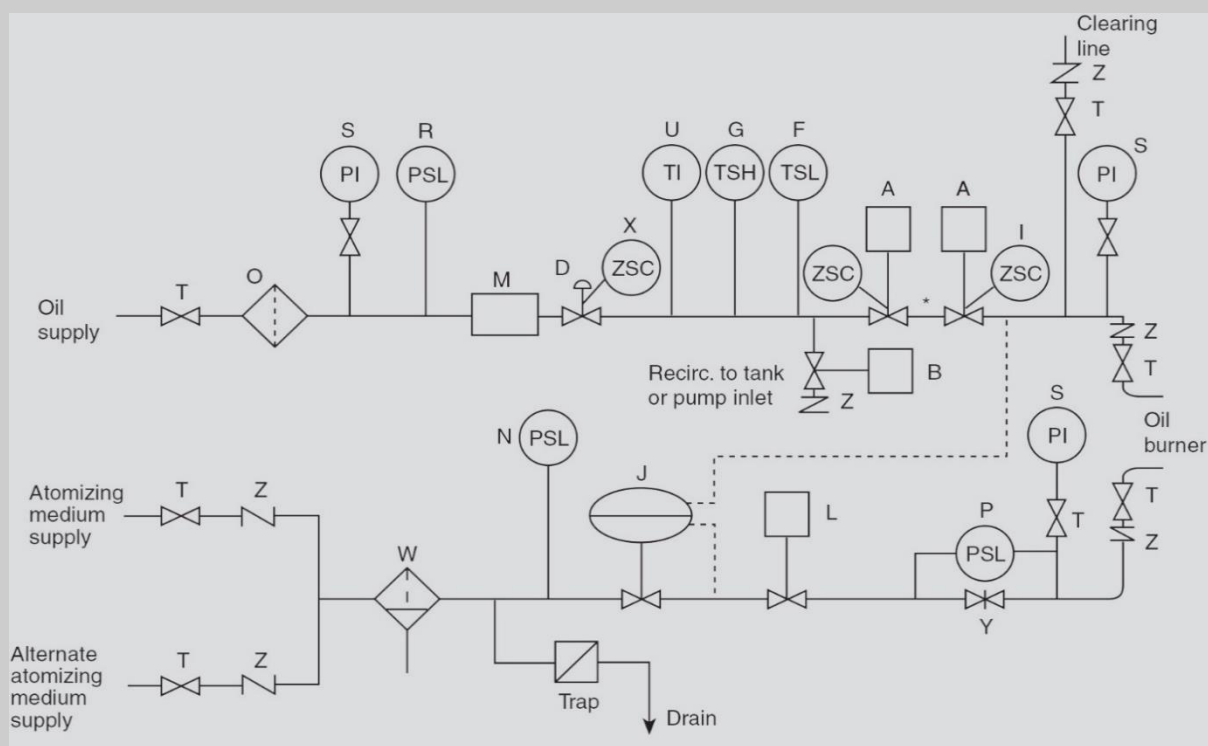 Clearing
line
Z
T
S
R
U
G
F
S
PI
PSL
TI
TSH
TSL
A
A
PI
X
I
ZSC
ZSC
ZSC
D
O
M
T
*
Oil
supply
Z
T
Recirc. to tank
or pump inlet
B
Z
S
Oil
burner
N
PSL
PI
J
Atomizing
medium
supply
T
Z
L
T
T
P
Z
W
PSL
I
Y
Alternate
atomizing
medium
supply
T
Z
Trap
Drain